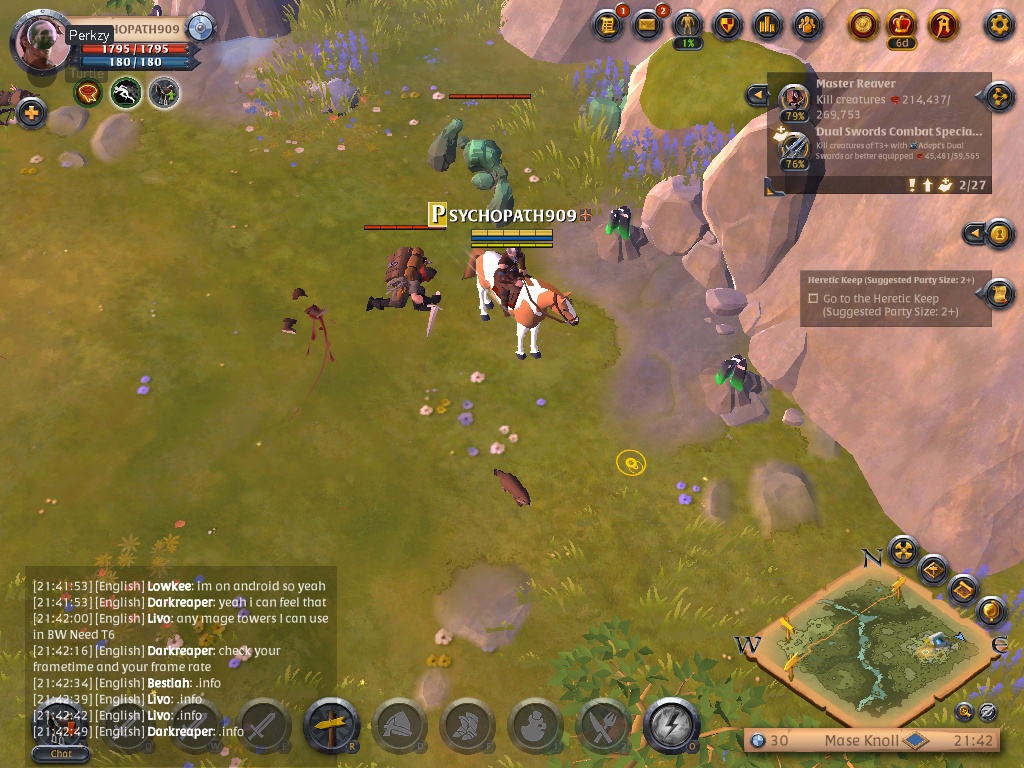 PSYCHOPATH909
Perkzy
1795 / 1795
180 / 180
Turtle
1
2
1%
6d
Master Reaver
Kill creatures 214,437/
269,753
79%
Dual Swords Combat Specia...
Kill creatures of T3+ with Adept's Dual
Swords or better equipped 45,481/59,565
76%
2/27
PSYCHOPATH909
Heretic Keep (Suggested Party Size: 2+)
Go to the Heretic Keep
(Suggested Party Size: 2+)
[21:41:53] [English] Lowkee: im on android so yeah
[21:41:53] [English] Darkreaper: yeah i can feel that
[21:42:00] [English] Livo: any mage towers I can use
in BW Need T6
[21:42:16] [English] Darkreaper: check your
frametime and your frame rate
[21:42:34] [English] Bestiah: .info
[21:42:39] [English] Livo: .info
[21:42:42] [English] Livo: .info
[21:42:49] [English] Darkreaper: .info
Chat
Q
W
E
R
D
F
O
N
W
E
30
Mase Knoll
21:42